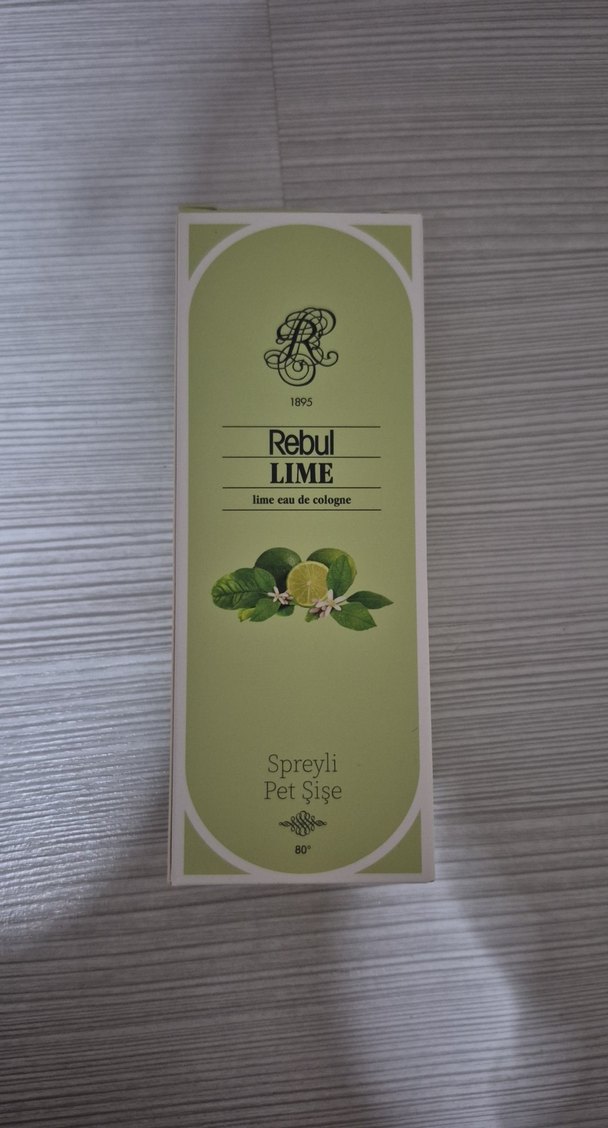 R
1895
Rebul
LIME
lime eau de cologne
Spreyli
Pet Şişe
80°